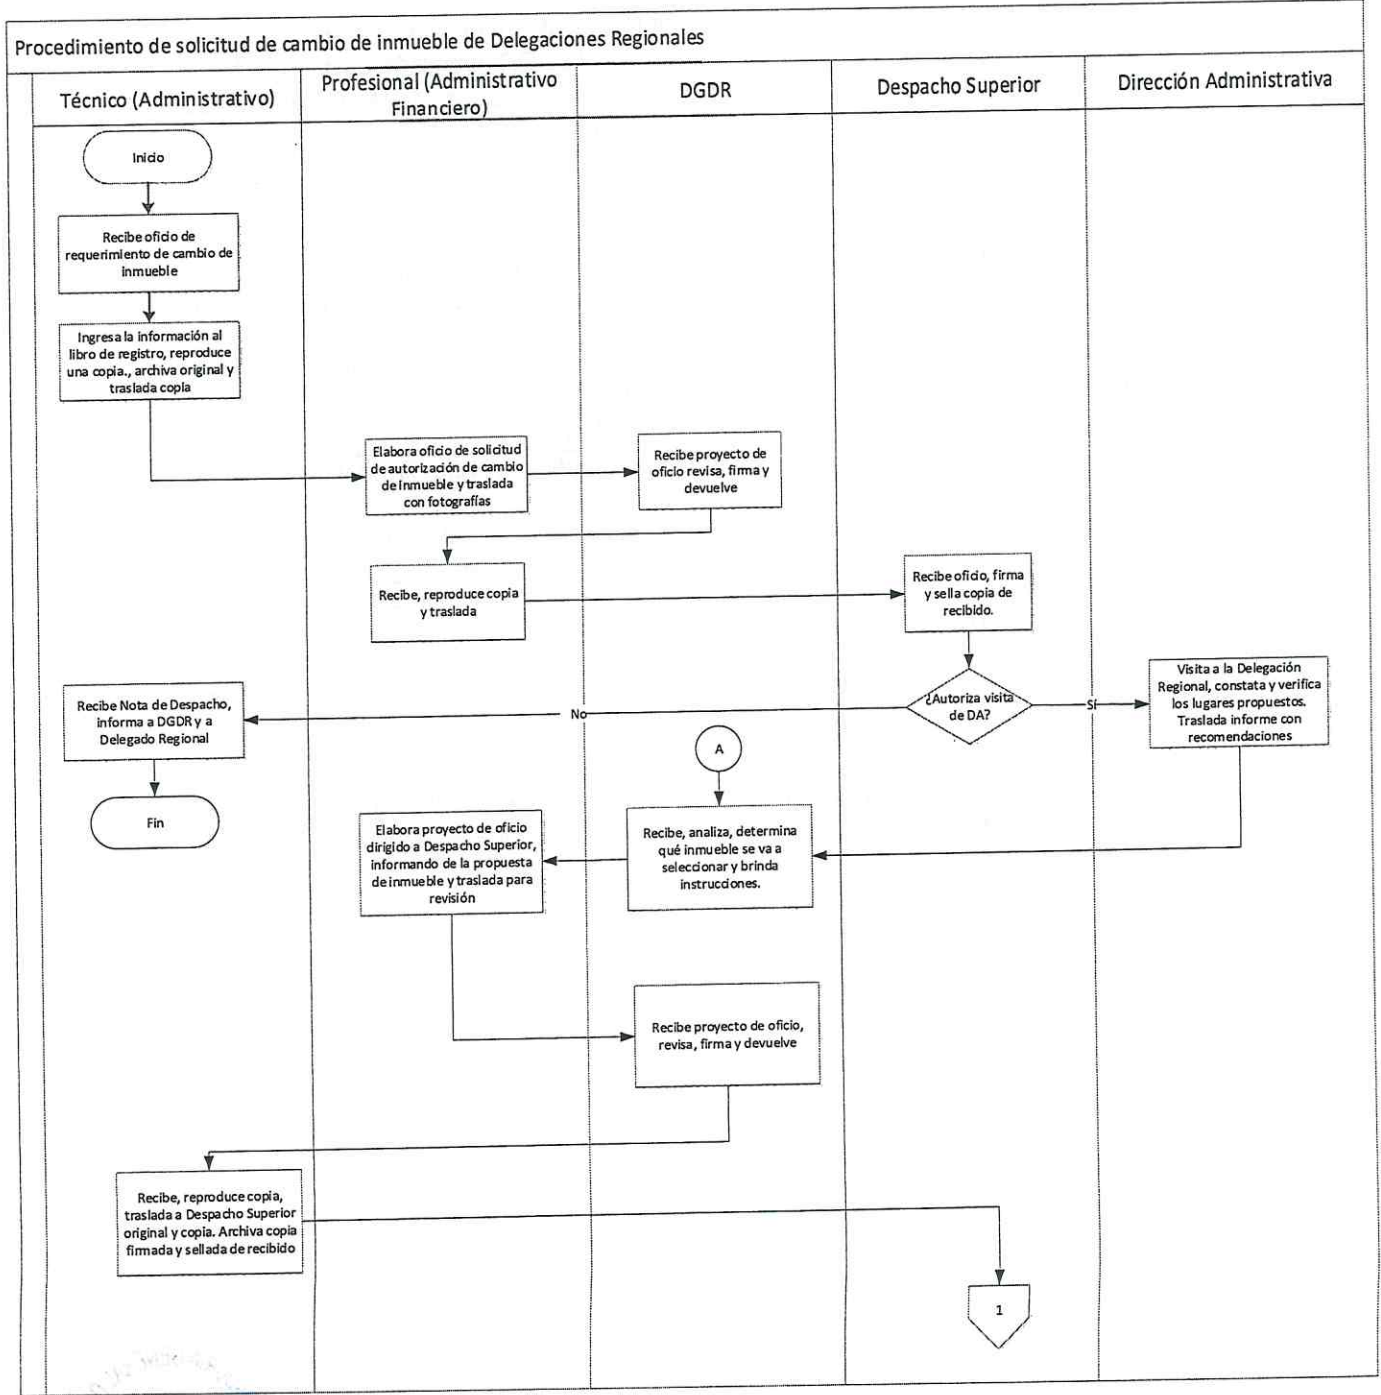 Procedimiento de solicitud de cambio de inmueble de Delegaciones Regionales
Técnico (Administrativo)
Profesional (Administrativo
Financiero)
DGDR
Despacho Superior
Dirección Administrativa
Inicio
Recibe oficio de
requerimiento de cambio de
inmueble
Ingresa la información al
libro de registro, reproduce
una copia., archiva original y
traslada copia
Elabora oficio de solicitud
de autorización de cambio
de inmueble y traslada
con fotografías
Recibe proyecto de
oficio revisa, firma y
devuelve
Recibe, reproduce copia
y traslada
Recibe oficio, firma
y sella copia de
recibido.
¿Autoriza visita
de DA?
Sí
Visita a la Delegación
Regional, constata y verifica
los lugares propuestos.
Traslada informe con
recomendaciones
No
Recibe Nota de Despacho,
informa a DGDR y a
Delegado Regional
Fin
A
Recibe, analiza, determina
qué inmueble se va a
seleccionar y brinda
instrucciones.
Elabora proyecto de oficio
dirigido a Despacho Superior,
informando de la propuesta
de inmueble y traslada para
revisión
Recibe proyecto de oficio,
revisa, firma y devuelve
Recibe, reproduce copia,
traslada a Despacho Superior
original y copia. Archiva copia
firmada y sellada de recibido
1